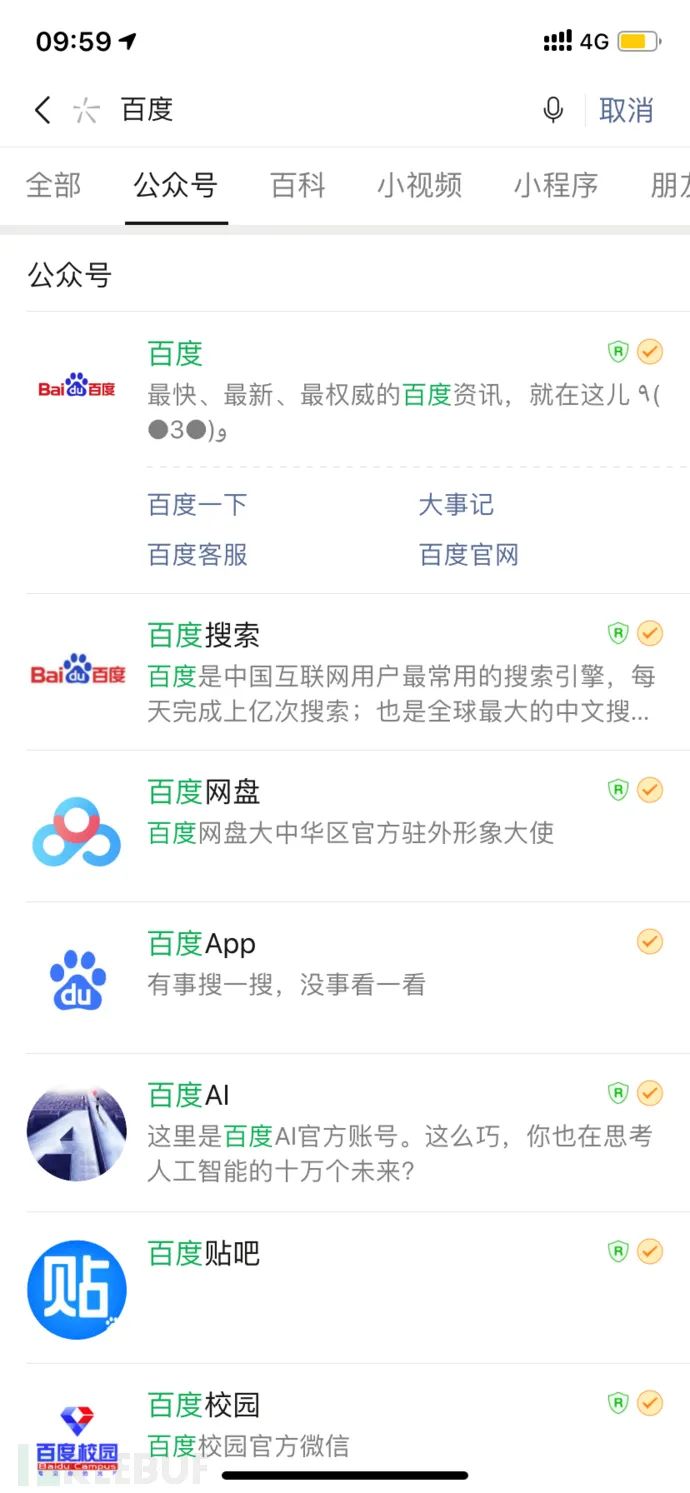 09:59
4G
百度
取消
全部 公众号 百科 小视频 小程序 朋友
公众号
Bai du 百度
百度
R
最快、最新、最权威的百度资讯，就在这儿 ٩(
●3●)و
百度一下 大事记
百度客服 百度官网
Bai du 百度
百度搜索
R
百度是中国互联网用户最常用的搜索引擎，每
天完成上亿次搜索；也是全球最大的中文搜...
百度网盘
R
百度网盘大中华区官方驻外形象大使
du
百度App
有事搜一搜，没事看一看
AI
百度AI
R
这里是百度AI官方账号。这么巧，你也在思考
人工智能的十万个未来？
贴
百度贴吧
R
百度校园
R
百度校园
Baidu Campus
百度校园官方微信
FREEBUF